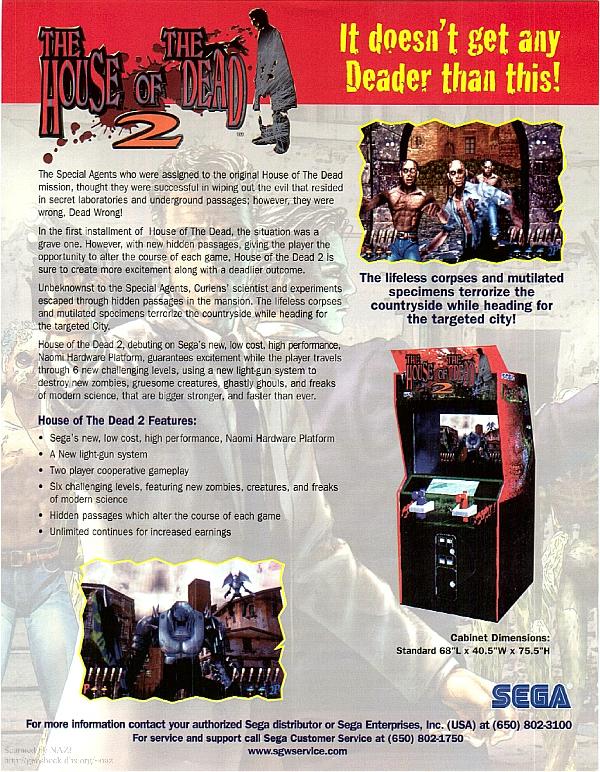 THE HOUSE OF THE DEAD 2
It doesn't get any
Deader than this!
The Special Agents who were assigned to the original House of The Dead
mission, thought they were successful in wiping out the evil that resided
in secret laboratories and underground passages; however, they were
wrong. Dead Wrong!
In the first installment of House of The Dead, the situation was a
grave one. However, with new hidden passages, giving the player the
opportunity to alter the course of each game, House of the Dead 2 is
sure to create more excitement along with a deadlier outcome.
Unbeknownst to the Special Agents, Curiens' scientist and experiments
escaped through hidden passages in the mansion. The lifeless corpses
and mutilated specimens terrorize the countryside while heading for
the targeted City.
House of the Dead 2, debuting on Sega's new, low cost, high performance,
Naomi Hardware Platform, guarantees excitement while the player travels
through 6 new challenging levels, using a new light-gun system to
destroy new zombies, gruesome creatures, ghastly ghouls, and freaks
of modern science, that are bigger stronger, and faster than ever.
The lifeless corpses and mutilated
specimens terrorize the
countryside while heading for
the targeted city!
House of The Dead 2 Features:
• Sega's new, low cost, high performance, Naomi Hardware Platform
• A New light-gun system
• Two player cooperative gameplay
• Six challenging levels, featuring new zombies, creatures, and freaks
of modern science
• Hidden passages which alter the course of each game
• Unlimited continues for increased earnings
THE HOUSE OF THE DEAD 2
Cabinet Dimensions:
Standard 68"L x 40.5"W x 75.5"H
SEGA
For more information contact your authorized Sega distributor or Sega Enterprises, Inc. (USA) at (650) 802-3100
For service and support call Sega Customer Service at (650) 802-1750
www.sgwservice.com
Scanned by NAZ!